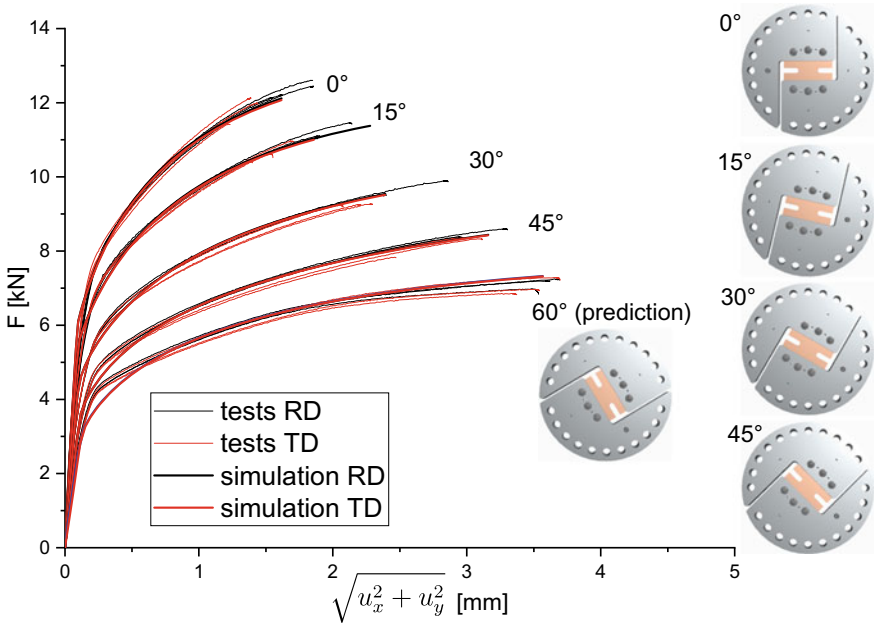 14
12
10
8
6
4
2
0
F [kN]
0°
15°
30°
45°
60° (prediction)
tests RD
tests TD
simulation RD
simulation TD
0 1 2 3 4 5
√(u_x^2 + u_y^2) [mm]
0°
15°
30°
45°